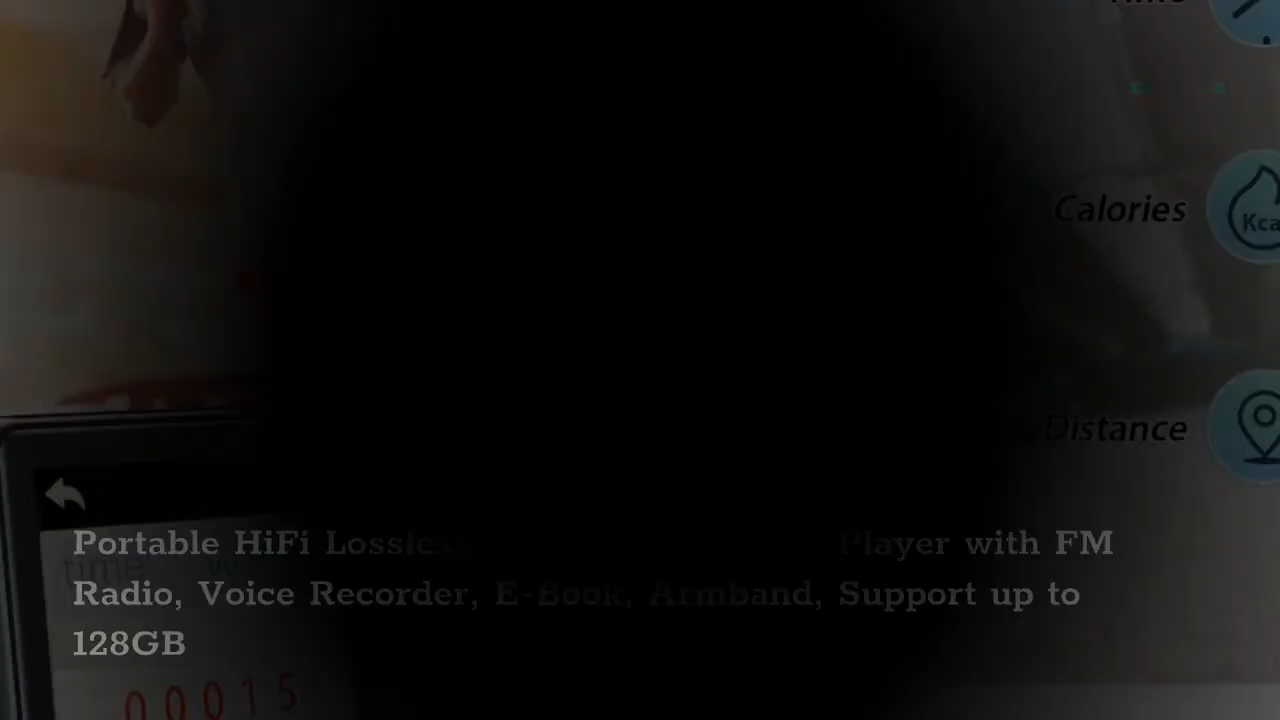 Calories
Kca
Distance
time
Portable HiFi Lossless Player with FM
Radio, Voice Recorder, E-Book, Armband, Support up to
128GB
00015